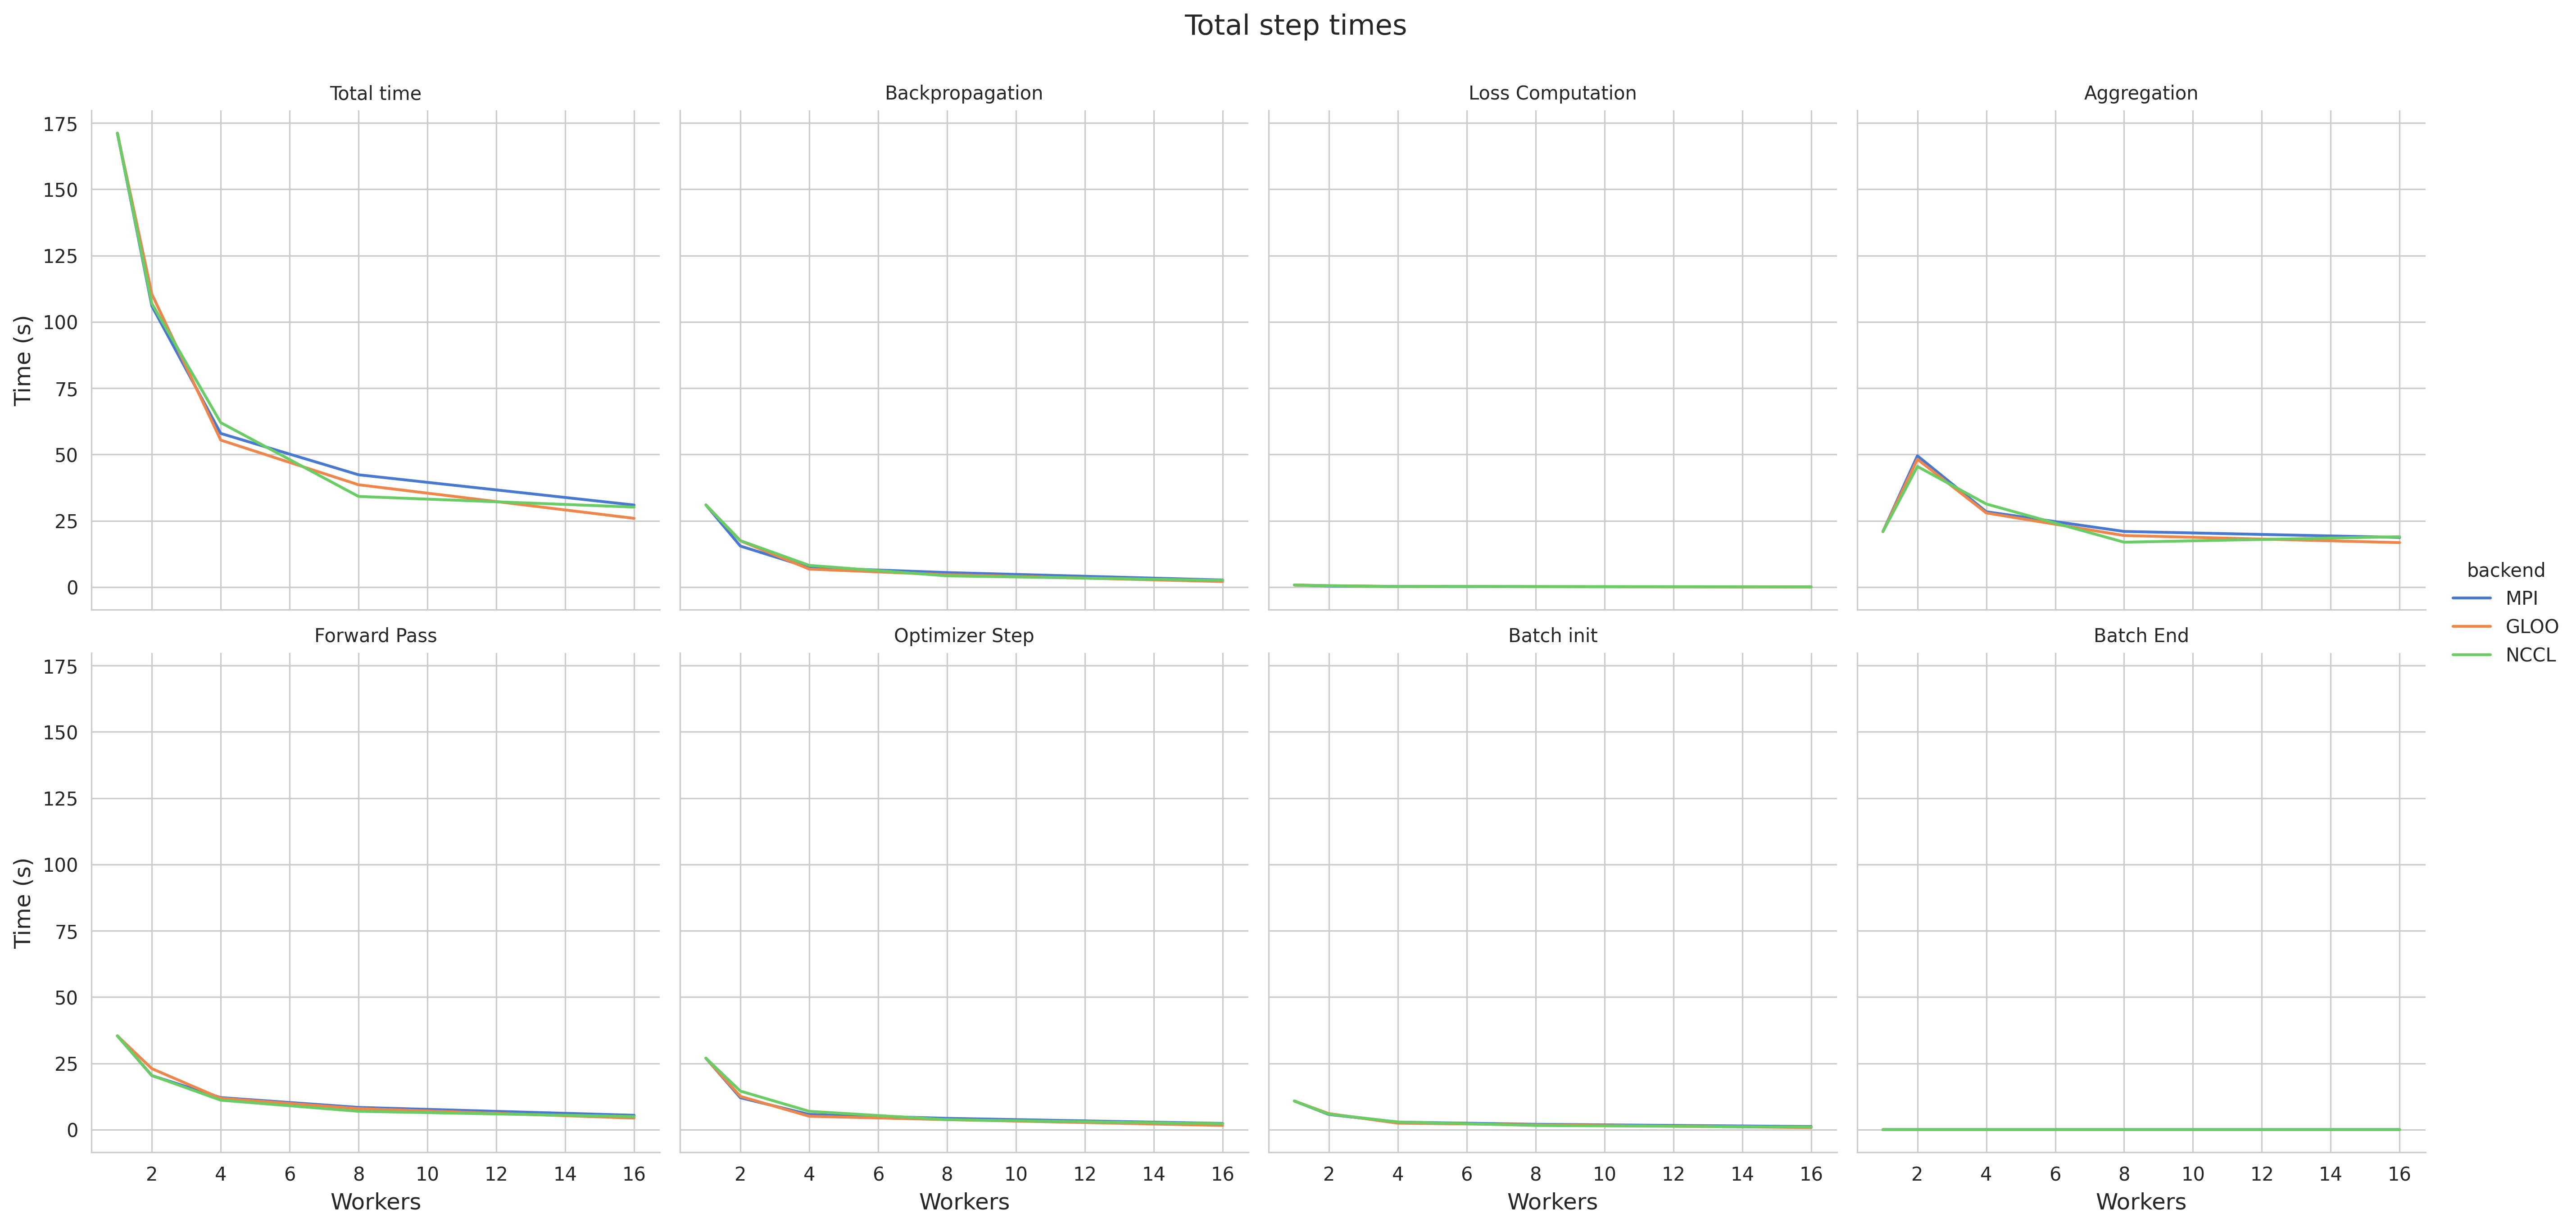 Total step times
Total time
Backpropagation
Loss Computation
Aggregation
175
150
125
100
75
50
25
0
Time (s)
Forward Pass
Optimizer Step
Batch init
Batch End
175
150
125
100
75
50
25
0
Time (s)
2 4 6 8 10 12 14 16
Workers
2 4 6 8 10 12 14 16
Workers
2 4 6 8 10 12 14 16
Workers
2 4 6 8 10 12 14 16
Workers
backend
MPI
GLOO
NCCL